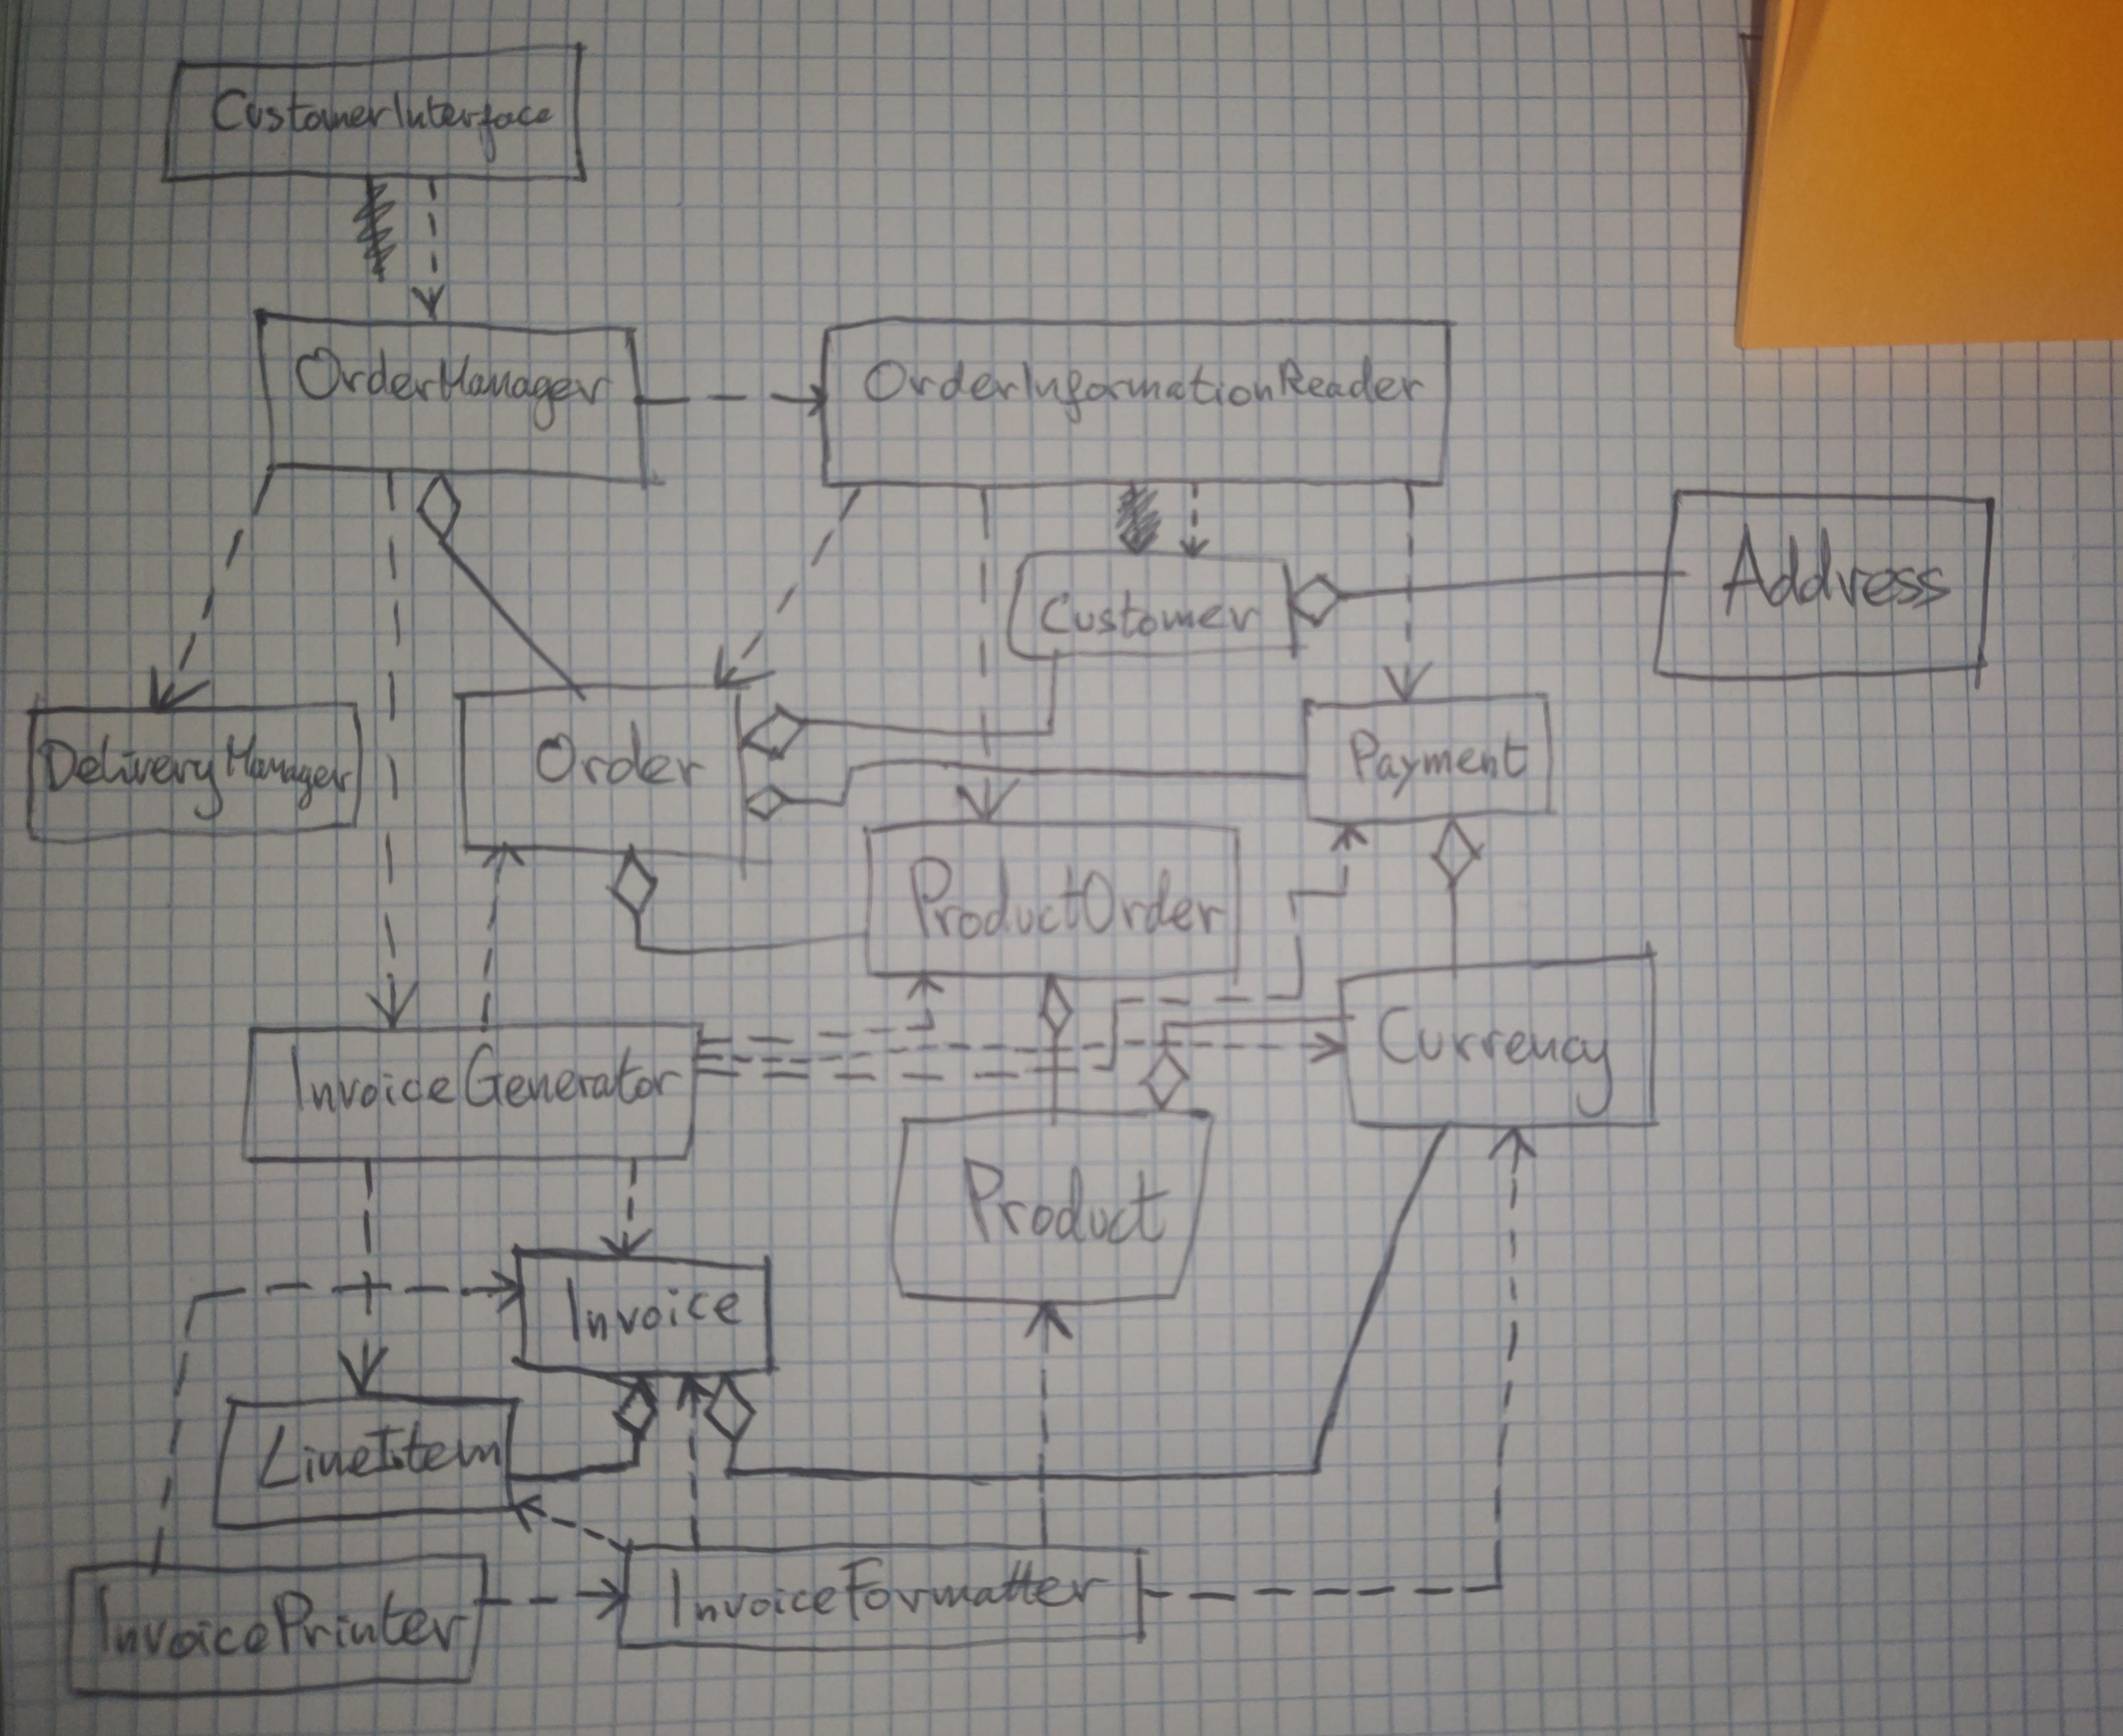 CustomerInterface
OrderManager
OrderInformationReader
Customer
Address
DeliveryManager
Order
Payment
ProductOrder
InvoiceGenerator
Currency
Product
Invoice
LineItem
InvoicePrinter
InvoiceFormatter